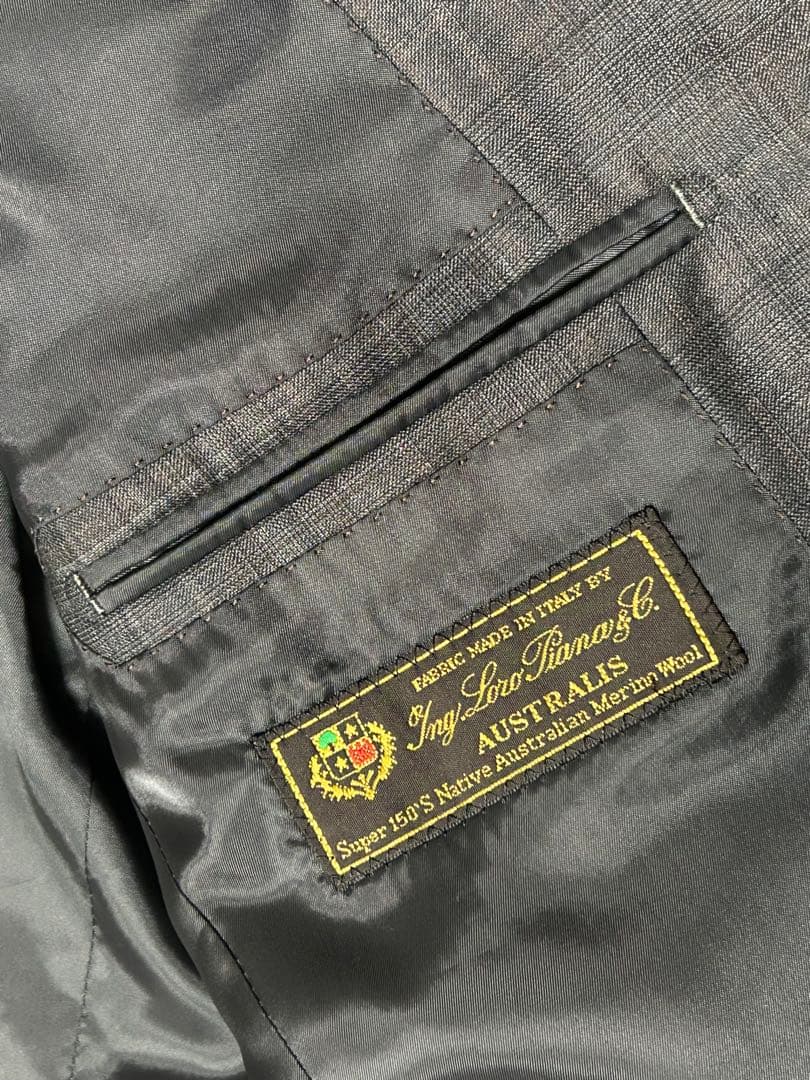 FABRIC MADE IN ITALY BY
Ing. Loro Piana & C.
AUSTRALIS
Super 150'S Native Australian Merino Wool